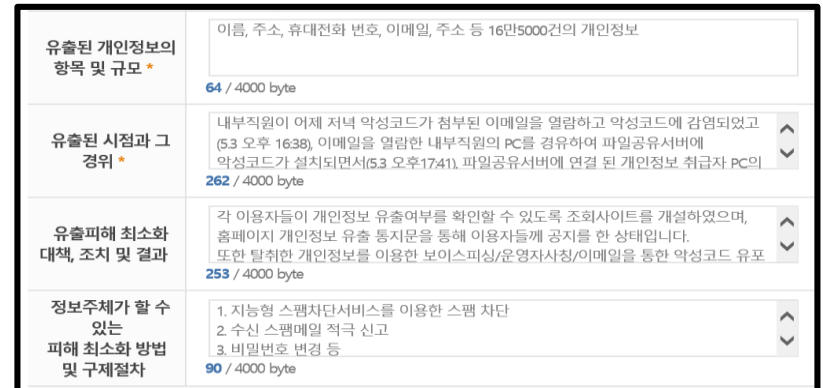 유출된 개인정보의
항목 및 규모 *
이름, 주소, 휴대전화 번호, 이메일, 주소 등 16만5000건의 개인정보
64 / 4000 byte
유출된 시점과 그
경위 *
내부직원이 어제 저녁 악성코드가 첨부된 이메일을 열람하고 악성코드에 감염되었고
(5.3 오후 16:38), 이메일을 열람한 내부직원의 PC를 경유하여 파일공유서버에
악성코드가 설치되면서(5.3 오후17:41), 파일공유서버에 연결 된 개인정보 취급자 PC의
262 / 4000 byte
유출피해 최소화
대책, 조치 및 결과
각 이용자들이 개인정보 유출여부를 확인할 수 있도록 조회사이트를 개설하였으며,
홈페이지 개인정보 유출 통지문을 통해 이용자들께 공지를 한 상태입니다.
또한 탈취한 개인정보를 이용한 보이스피싱/운영자사칭/이메일을 통한 악성코드 유포
253 / 4000 byte
정보주체가 할 수
있는
피해 최소화 방법
및 구제절차
1. 지능형 스팸차단서비스를 이용한 스팸 차단
2. 수신 스팸메일 적극 신고
3. 비밀번호 변경 등
90 / 4000 byte